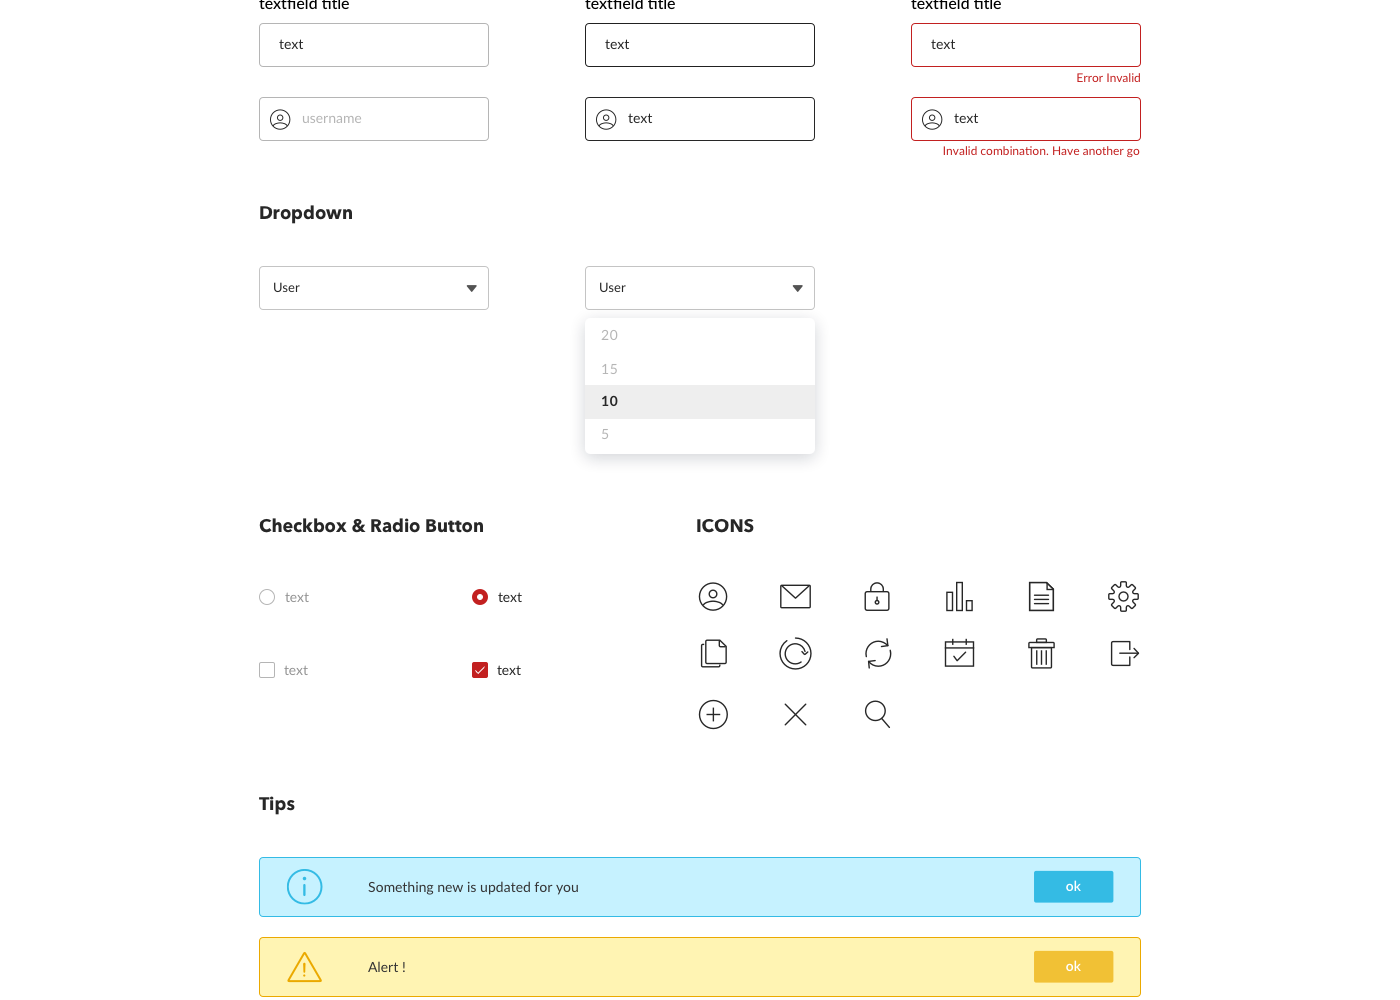 textfield title textfield title textfield title
text text text
Error Invalid
username text text
Invalid combination. Have another go
Dropdown
User User
20
15
10
5
Checkbox & Radio Button ICONS
text text
text text
Tips
Something new is updated for you ok
Alert ! ok